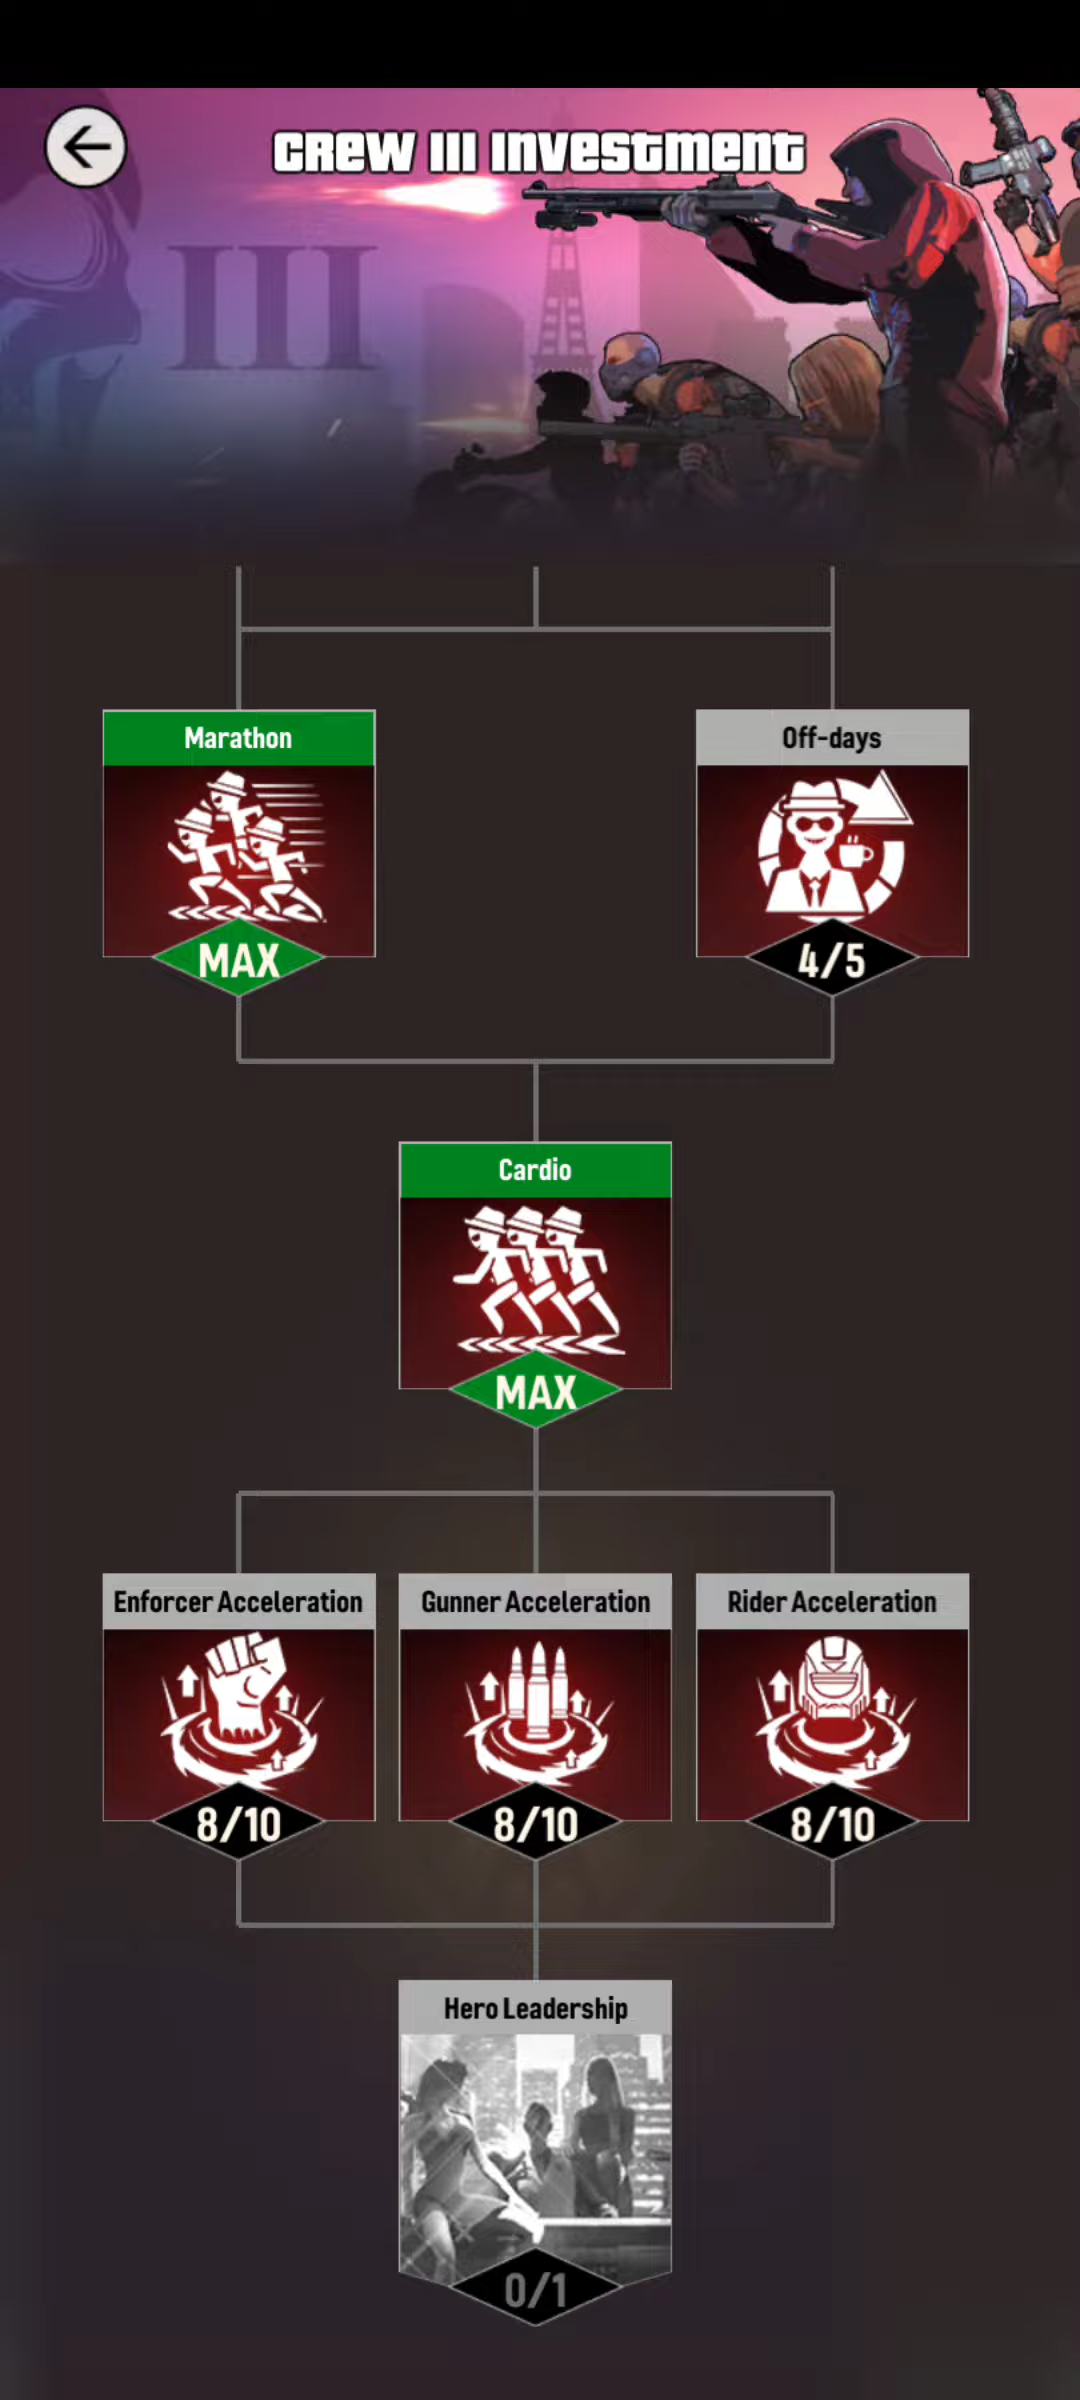 CREW III INVESTMENT
III
Marathon
Off-days
MAX
4/5
Cardio
MAX
Enforcer Acceleration
Gunner Acceleration
Rider Acceleration
8/10
8/10
8/10
Hero Leadership
0/1